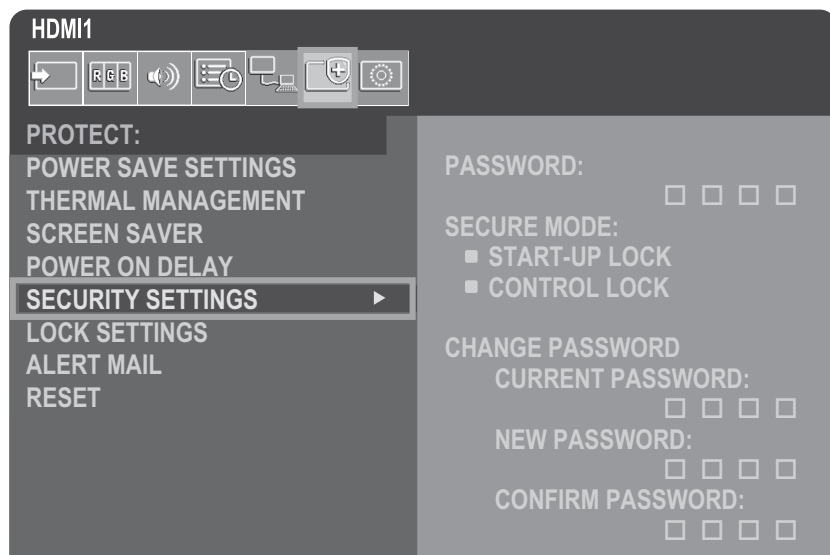 HDMI1
R G B
PROTECT:
POWER SAVE SETTINGS
THERMAL MANAGEMENT
SCREEN SAVER
POWER ON DELAY
SECURITY SETTINGS
LOCK SETTINGS
ALERT MAIL
RESET
PASSWORD:
SECURE MODE:
START-UP LOCK
CONTROL LOCK
CHANGE PASSWORD
CURRENT PASSWORD:
NEW PASSWORD:
CONFIRM PASSWORD: